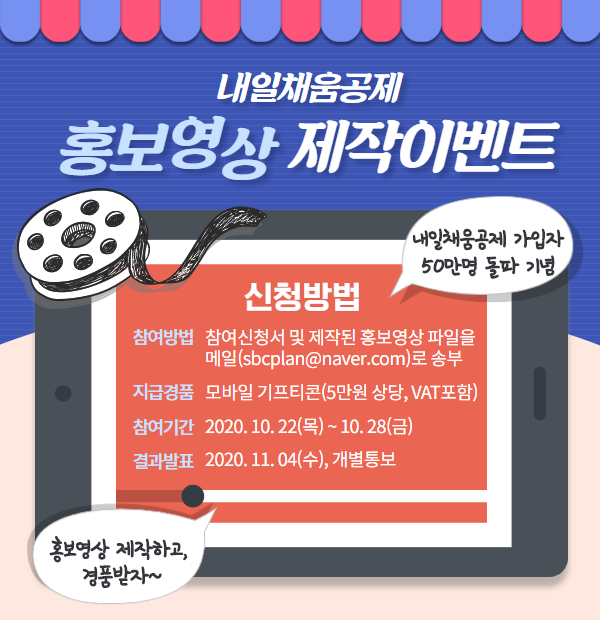 내일채움공제
홍보영상 제작이벤트
내일채움공제 가입자
50만명 돌파 기념
신청방법
참여방법 참여신청서 및 제작된 홍보영상 파일을
메일(sbcplan@naver.com)로 송부
지급경품 모바일 기프티콘(5만원 상당, VAT포함)
참여기간 2020. 10. 22(목) ~ 10. 28(금)
결과발표 2020. 11. 04(수), 개별통보
홍보영상 제작하고,
경품받자~